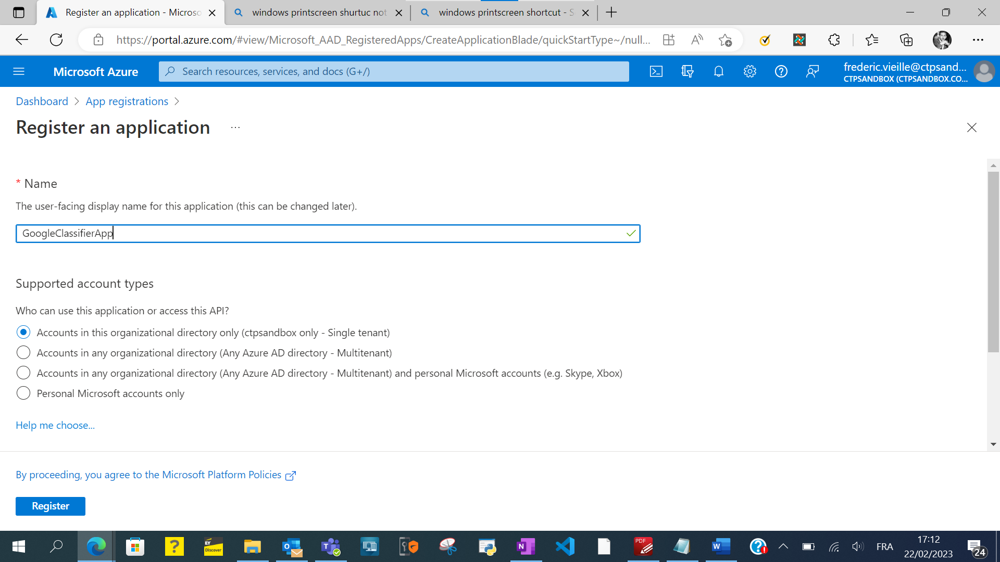 Register an application - Microso
windows printscreen shurtuc not
windows printscreen shortcut - S
https://portal.azure.com/#view/Microsoft_AAD_RegisteredApps/CreateApplicationBlade/quickStartType~/null...
Microsoft Azure
Search resources, services, and docs (G+/)
frederic.vieille@ctpsand...
CTPSANDBOX (CTPSANDBOX.CO...
Dashboard
App registrations
Register an application
...
* Name
The user-facing display name for this application (this can be changed later).
GoogleClassifierApp
Supported account types
Who can use this application or access this API?
Accounts in this organizational directory only (ctpsandbox only - Single tenant)
Accounts in any organizational directory (Any Azure AD directory - Multitenant)
Accounts in any organizational directory (Any Azure AD directory - Multitenant) and personal Microsoft accounts (e.g. Skype, Xbox)
Personal Microsoft accounts only
Help me choose...
By proceeding, you agree to the Microsoft Platform Policies
Register
EY
Discover
PDF
FRA
17:12
22/02/2023
24